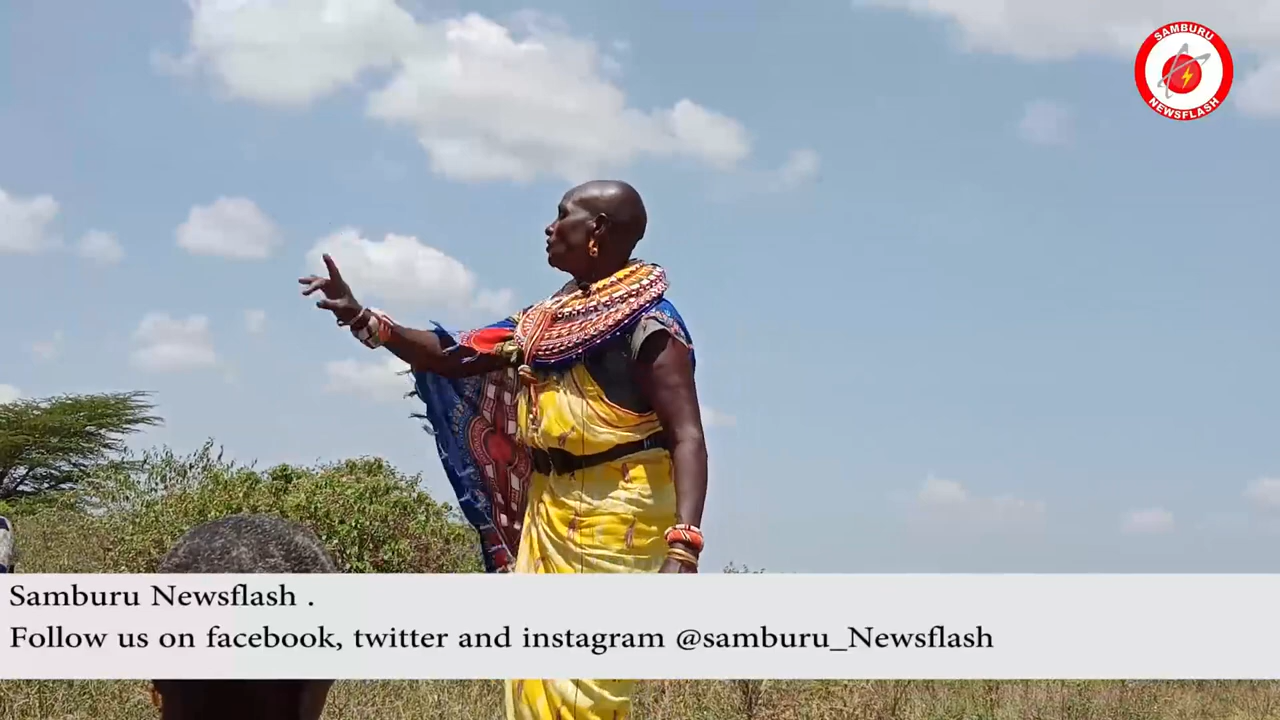 SAMBURU
NEWSFLASH
Samburu Newsflash .
Follow us on facebook, twitter and instagram @samburu_Newsflash